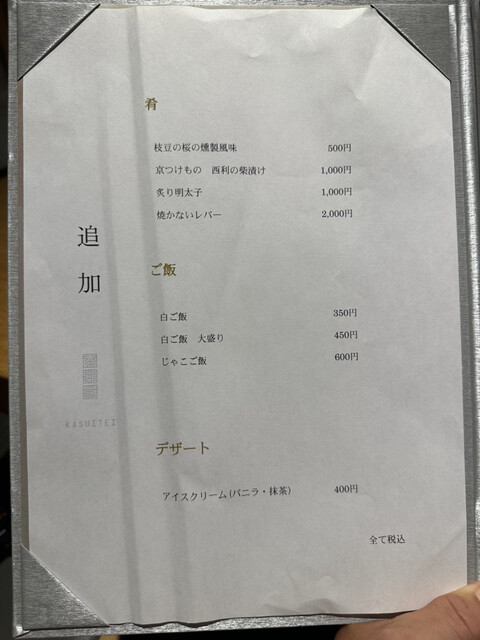 追加
KASUITEI
肴
枝豆の桜の燻製風味 500円
京つけもの 西利の柴漬け 1,000円
炙り明太子 1,000円
焼かないレバー 2,000円
ご飯
白ご飯 350円
白ご飯 大盛り 450円
じゃこご飯 600円
デザート
アイスクリーム(バニラ・抹茶) 400円
全て税込